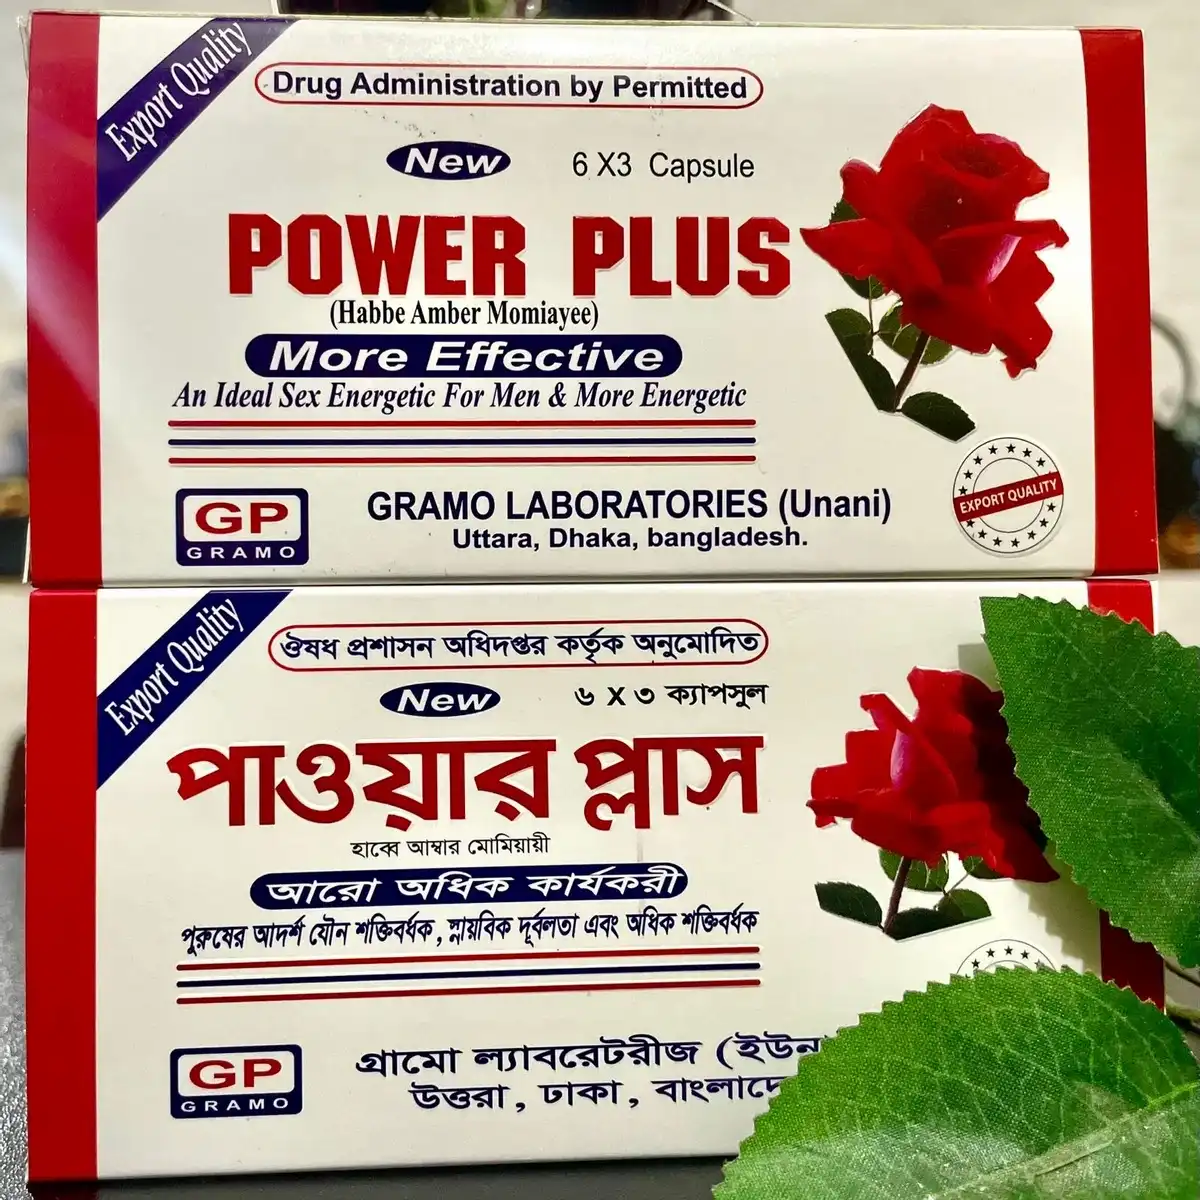 Export Quality
Drug Administration by Permitted
New
6 X3 Capsule
POWER PLUS
(Habbe Amber Momiayee)
More Effective
An Ideal Sex Energetic For Men & More Energetic
GP
GRAMO
GRAMO LABORATORIES (Unani)
Uttara, Dhaka, bangladesh.
EXPORT QUALITY
Export Quality
ঔষধ প্রশাসন অধিদপ্তর কর্তৃক অনুমোদিত
New
৬ X ৩ ক্যাপসুল
পাওয়ার প্লাস
হাব্বে আম্বার মোমিয়ায়ী
আরো অধিক কার্যকরী
পুরুষের আদর্শ যৌন শক্তিবর্ধক, স্নায়বিক দূর্বলতা এবং অধিক শক্তিবর্ধক
GP
GRAMO
গ্রামো ল্যাবরেটরীজ
উত্তরা, ঢাকা,